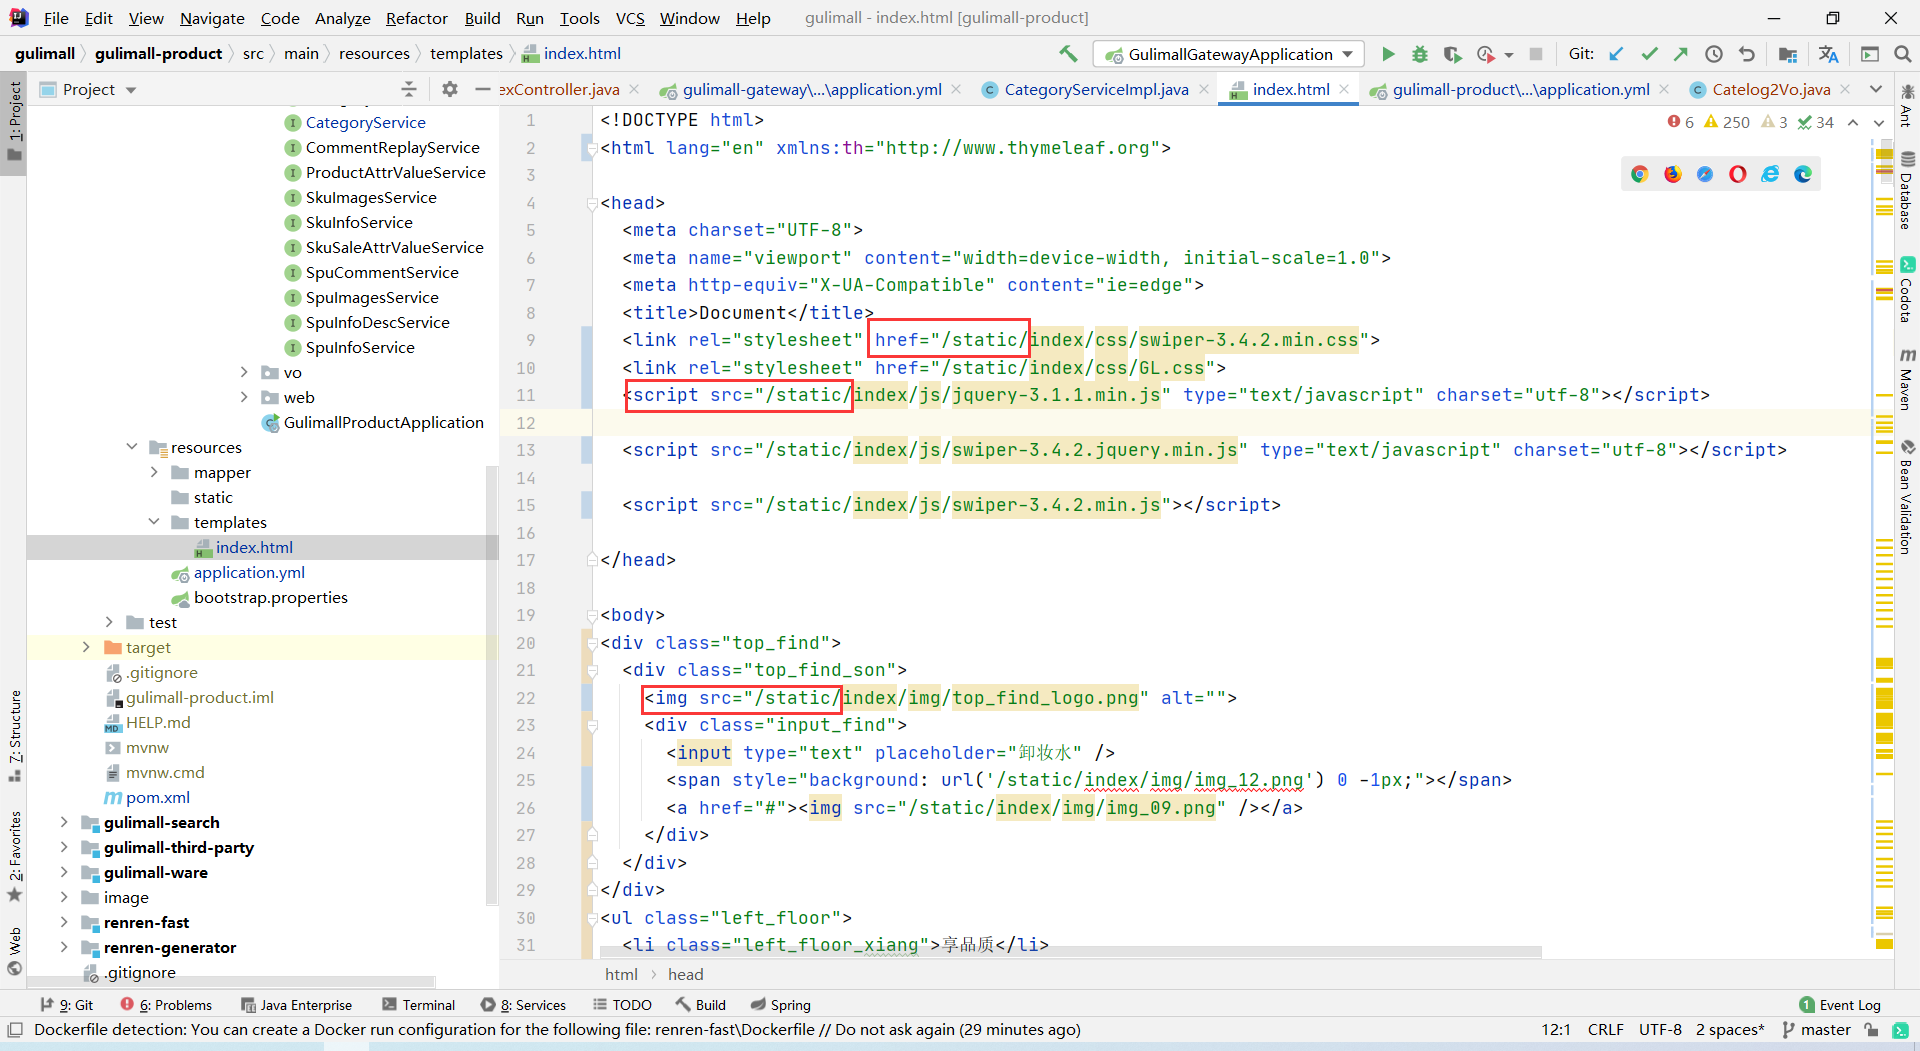 File Edit View Navigate Code Analyze Refactor Build Run Tools VCS Window Help gulimall - index.html [gulimall-product]
gulimall gulimall-product src main resources templates index.html GulimallGatewayApplication Git:
Project exController.java gulimall-gateway\...\application.yml CategoryServiceImpl.java index.html gulimall-product\...\application.yml Catelog2Vo.java
1: Project
7: Structure
2: Favorites
Web
CategoryService
CommentReplayService
ProductAttrValueService
SkuImagesService
SkuInfoService
SkuSaleAttrValueService
SpuCommentService
SpuImagesService
SpuInfoDescService
SpuInfoService
vo
web
GulimallProductApplication
resources
mapper
static
templates
index.html
application.yml
bootstrap.properties
test
target
.gitignore
gulimall-product.iml
HELP.md
mvnw
mvnw.cmd
pom.xml
gulimall-search
gulimall-third-party
gulimall-ware
image
renren-fast
renren-generator
.gitignore
6 250 3 34
1 <!DOCTYPE html>
2 <html lang="en" xmlns:th="http://www.thymeleaf.org">
3
4 <head>
5 <meta charset="UTF-8">
6 <meta name="viewport" content="width=device-width, initial-scale=1.0">
7 <meta http-equiv="X-UA-Compatible" content="ie=edge">
8 <title>Document</title>
9 <link rel="stylesheet" href="/static/index/css/swiper-3.4.2.min.css">
10 <link rel="stylesheet" href="/static/index/css/GL.css">
11 <script src="/static/index/js/jquery-3.1.1.min.js" type="text/javascript" charset="utf-8"></script>
12
13 <script src="/static/index/js/swiper-3.4.2.jquery.min.js" type="text/javascript" charset="utf-8"></script>
14
15 <script src="/static/index/js/swiper-3.4.2.min.js"></script>
16
17 </head>
18
19 <body>
20 <div class="top_find">
21 <div class="top_find_son">
22 <img src="/static/index/img/top_find_logo.png" alt="">
23 <div class="input_find">
24 <input type="text" placeholder="卸妆水" />
25 <span style="background: url('/static/index/img/img_12.png') 0 -1px;"></span>
26 <a href="#"><img src="/static/index/img/img_09.png" /></a>
27 </div>
28 </div>
29 </div>
30 <ul class="left_floor">
31 <li class="left_floor_xiang">享品质</li>
html head
Ant
Database
Codota
Maven
Bean Validation
9: Git 6: Problems Java Enterprise Terminal 8: Services TODO Build Spring 1 Event Log
Dockerfile detection: You can create a Docker run configuration for the following file: renren-fast\Dockerfile // Do not ask again (29 minutes ago) 12:1 CRLF UTF-8 2 spaces* master